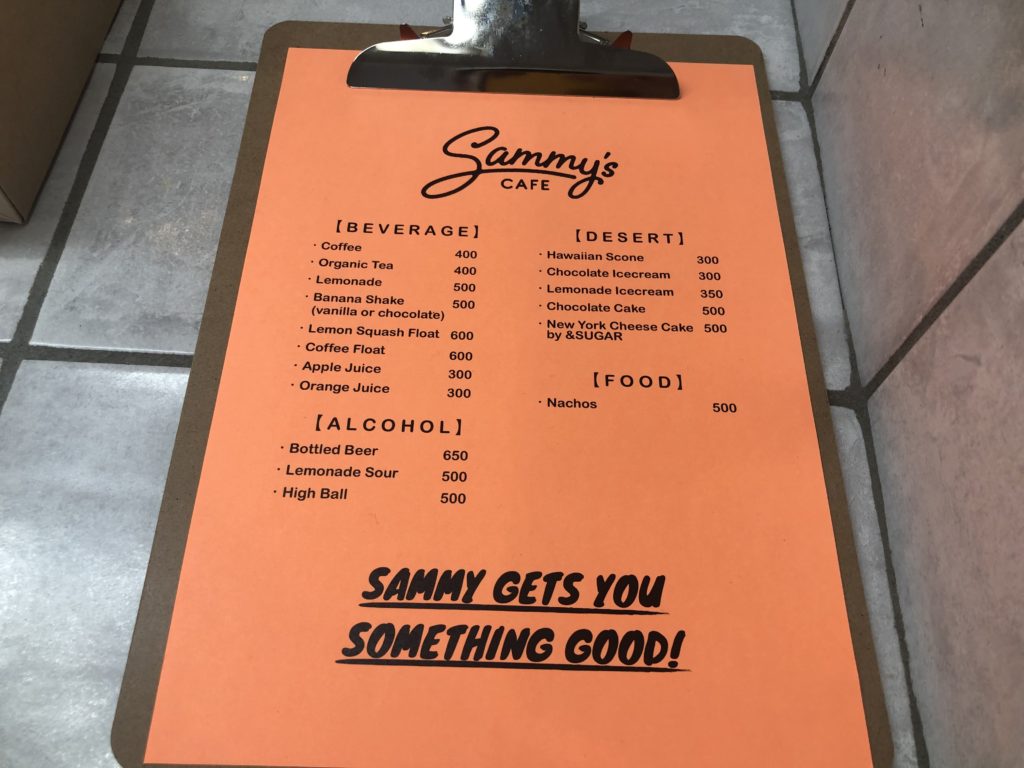 Sammy's
CAFE
【BEVERAGE】
・Coffee 400
・Organic Tea 400
・Lemonade 500
・Banana Shake 500
(vanilla or chocolate)
・Lemon Squash Float 600
・Coffee Float 600
・Apple Juice 300
・Orange Juice 300
【ALCOHOL】
・Bottled Beer 650
・Lemonade Sour 500
・High Ball 500
【DESERT】
・Hawaiian Scone 300
・Chocolate Icecream 300
・Lemonade Icecream 350
・Chocolate Cake 500
・New York Cheese Cake 500
by &SUGAR
【FOOD】
・Nachos 500
SAMMY GETS YOU
SOMETHING GOOD!